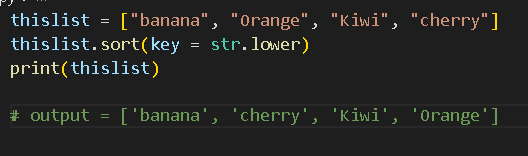 thislist = ["banana", "Orange", "Kiwi", "cherry"]
thislist.sort(key = str.lower)
print(thislist)
# output = ['banana', 'cherry', 'Kiwi', 'Orange']